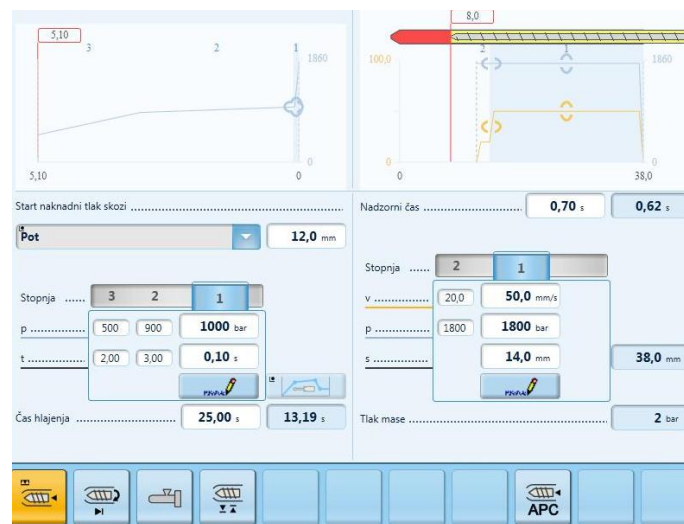 5,10
3 2 1
1860
0
5,10 0
8,0
2 1
100,0 1860
0 0
0 38,0
Start naknadni tlak skozi
Pot 12,0 mm
Stopnja 3 2 1
p 500 900 1000 bar
t 2,00 3,00 0,10 s
Čas hlajenja 25,00 s 13,19 s
Nadzorni čas 0,70 s 0,62 s
Stopnja 2 1
v 20,0 50,0 mm/s
p 1800 1800 bar
s 14,0 mm 38,0 mm
Tlak mase 2 bar
APC